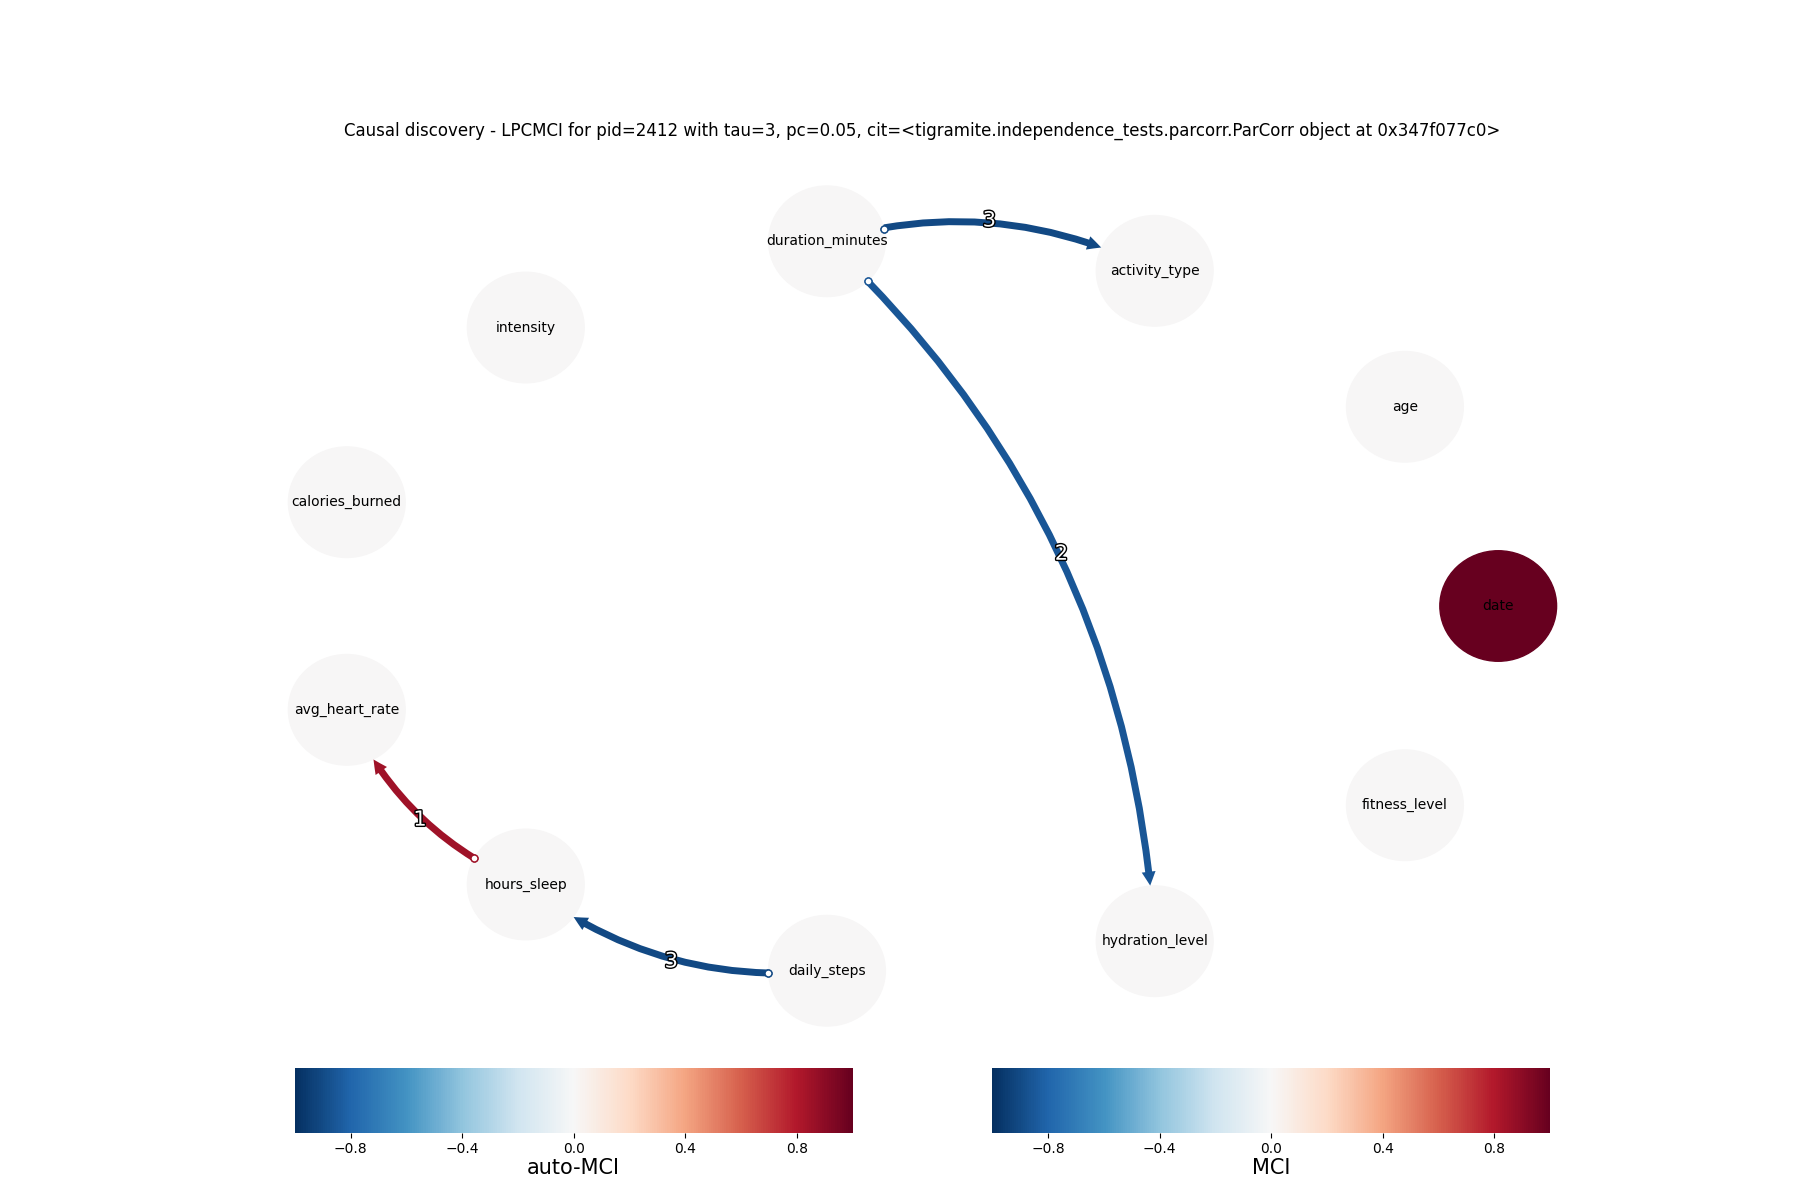 Causal discovery - LPCMCI for pid=2412 with tau=3, pc=0.05, cit=<tigramite.independence_tests.parcorr.ParCorr object at 0x347f077c0>
3
duration_minutes
activity_type
intensity
age
calories_burned
2
date
avg_heart_rate
fitness_level
1
hours_sleep
hydration_level
3
daily_steps
−0.8 −0.4 0.0 0.4 0.8
auto-MCI
−0.8 −0.4 0.0 0.4 0.8
MCI